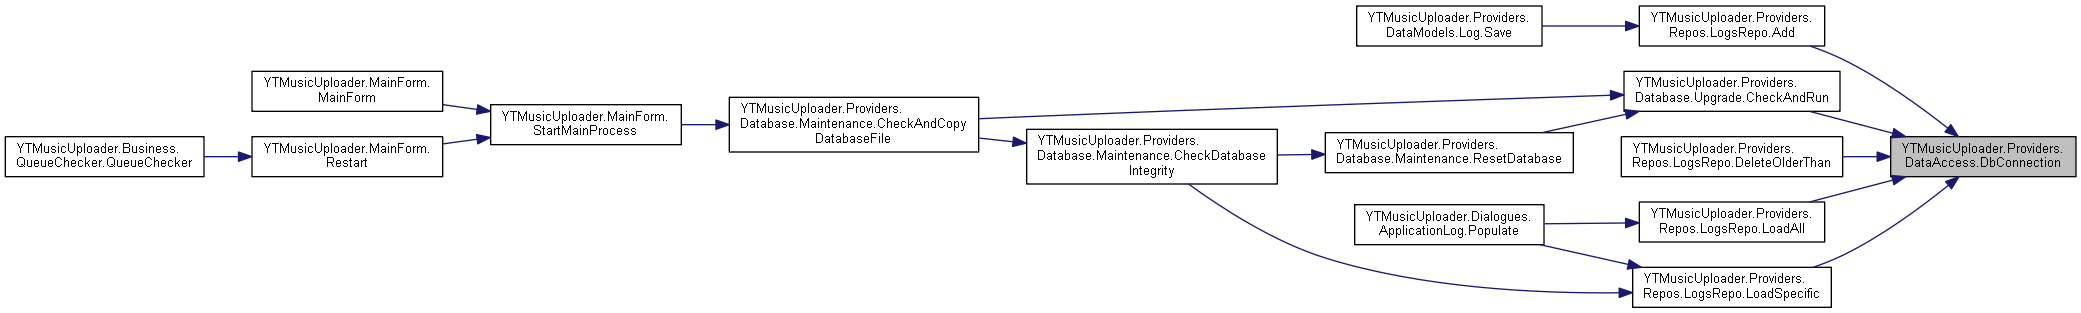 YTMusicUploader.Business.
QueueChecker.QueueChecker
YTMusicUploader.MainForm.
MainForm
YTMusicUploader.MainForm.
Restart
YTMusicUploader.MainForm.
StartMainProcess
YTMusicUploader.Providers.
Database.Maintenance.CheckAndCopy
DatabaseFile
YTMusicUploader.Providers.
Database.Maintenance.CheckDatabase
Integrity
YTMusicUploader.Providers.
DataModels.Log.Save
YTMusicUploader.Providers.
Database.Maintenance.ResetDatabase
YTMusicUploader.Dialogues.
ApplicationLog.Populate
YTMusicUploader.Providers.
Repos.LogsRepo.Add
YTMusicUploader.Providers.
Database.Upgrade.CheckAndRun
YTMusicUploader.Providers.
Repos.LogsRepo.DeleteOlderThan
YTMusicUploader.Providers.
Repos.LogsRepo.LoadAll
YTMusicUploader.Providers.
Repos.LogsRepo.LoadSpecific
YTMusicUploader.Providers.
DataAccess.DbConnection